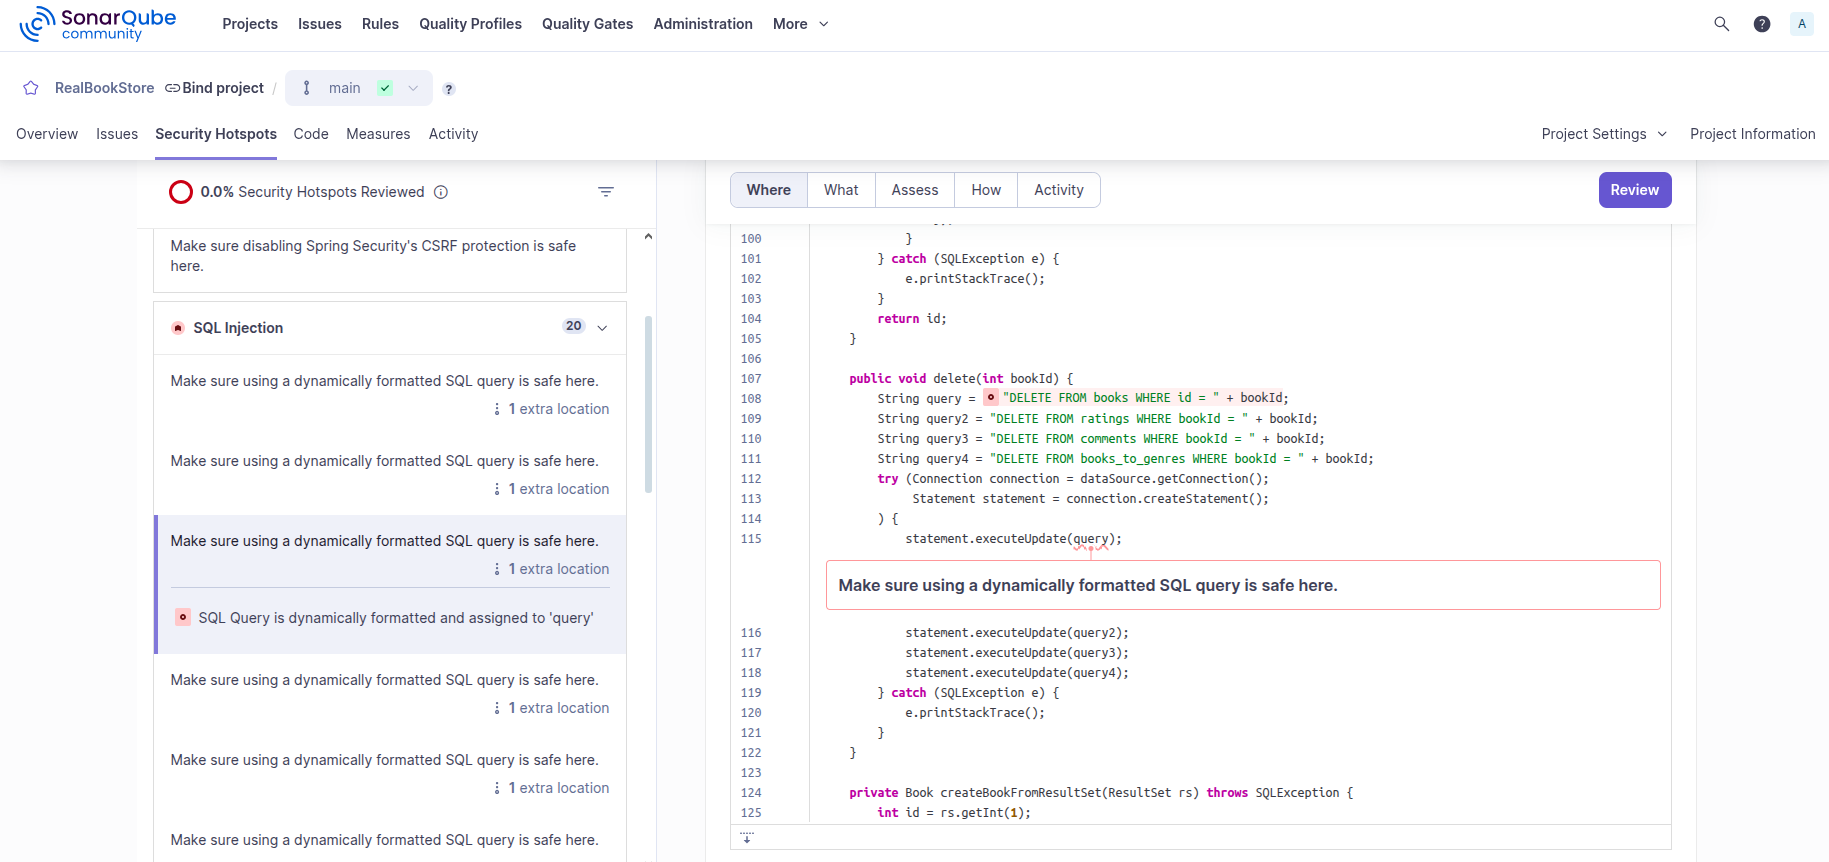 SonarQube
community
Projects Issues Rules Quality Profiles Quality Gates Administration More
? A
RealBookStore Bind project / main ?
Overview Issues Security Hotspots Code Measures Activity Project Settings Project Information
0.0% Security Hotspots Reviewed
Make sure disabling Spring Security's CSRF protection is safe
here.
SQL Injection 20
Make sure using a dynamically formatted SQL query is safe here.
1 extra location
Make sure using a dynamically formatted SQL query is safe here.
1 extra location
Make sure using a dynamically formatted SQL query is safe here.
1 extra location
SQL Query is dynamically formatted and assigned to 'query'
Make sure using a dynamically formatted SQL query is safe here.
1 extra location
Make sure using a dynamically formatted SQL query is safe here.
1 extra location
Make sure using a dynamically formatted SQL query is safe here.
Where What Assess How Activity Review
100 }
101 } catch (SQLException e) {
102 e.printStackTrace();
103 }
104 return id;
105 }
106
107 public void delete(int bookId) {
108 String query = "DELETE FROM books WHERE id = " + bookId;
109 String query2 = "DELETE FROM ratings WHERE bookId = " + bookId;
110 String query3 = "DELETE FROM comments WHERE bookId = " + bookId;
111 String query4 = "DELETE FROM books_to_genres WHERE bookId = " + bookId;
112 try (Connection connection = dataSource.getConnection();
113 Statement statement = connection.createStatement();
114 ) {
115 statement.executeUpdate(query);
Make sure using a dynamically formatted SQL query is safe here.
116 statement.executeUpdate(query2);
117 statement.executeUpdate(query3);
118 statement.executeUpdate(query4);
119 } catch (SQLException e) {
120 e.printStackTrace();
121 }
122 }
123
124 private Book createBookFromResultSet(ResultSet rs) throws SQLException {
125 int id = rs.getInt(1);